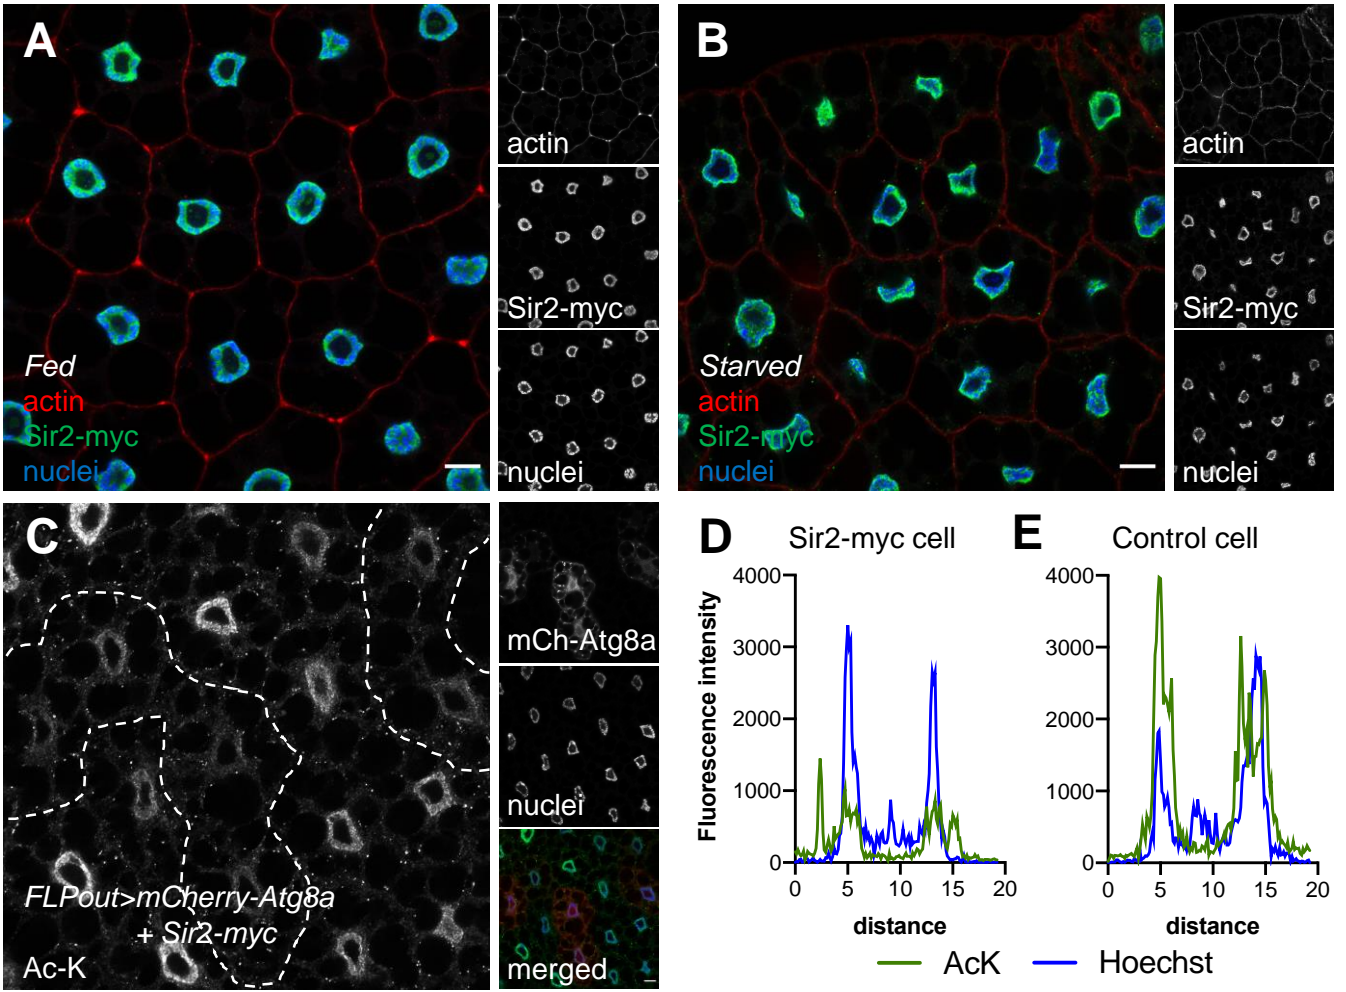 A
Fed
actin
Sir2-myc
nuclei
actin
Sir2-myc
nuclei
B
Starved
actin
Sir2-myc
nuclei
actin
Sir2-myc
nuclei
C
FLPout>mCherry-Atg8a
+ Sir2-myc
Ac-K
mCh-Atg8a
nuclei
merged
D
Sir2-myc cell
Fluorescence intensity
4000
3000
2000
1000
0
0 5 10 15 20
distance
E
Control cell
4000
3000
2000
1000
0
0 5 10 15 20
distance
AcK Hoechst